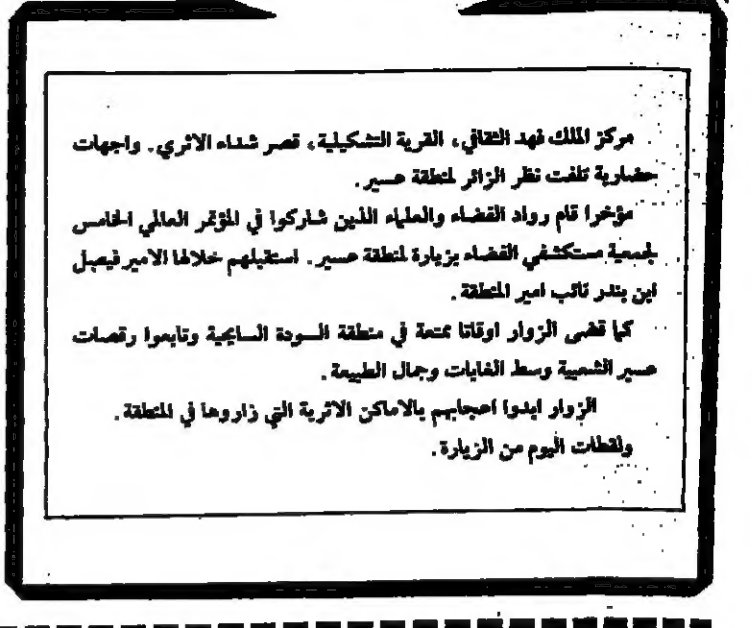 مركز الملك فهد الثقافي، القرية التشكيلية، قصر شداء الاثري. واجهات
حضارية تلفت نظر الزائر لمنطقة عسير.
مؤخرا قام رواد الفضاء والعلماء الذين شاركوا في المؤتمر العالمي الخامس
لجمعية مستكشفي الفضاء بزيارة لمنطقة عسير. استقبلهم خلالها الامير فيصل
ابن بندر نائب امير المنطقة.
كما قضى الزوار اوقاتا ممتعة في منطقة السودة السايحية وتابعوا رقصات
عسير الشعبية وسط الغابات وجمال الطبيعة.
الزوار ابدوا اعجابهم بالاماكن الاثرية التي زاروها في المنطقة.
ولقطات اليوم من الزيارة.